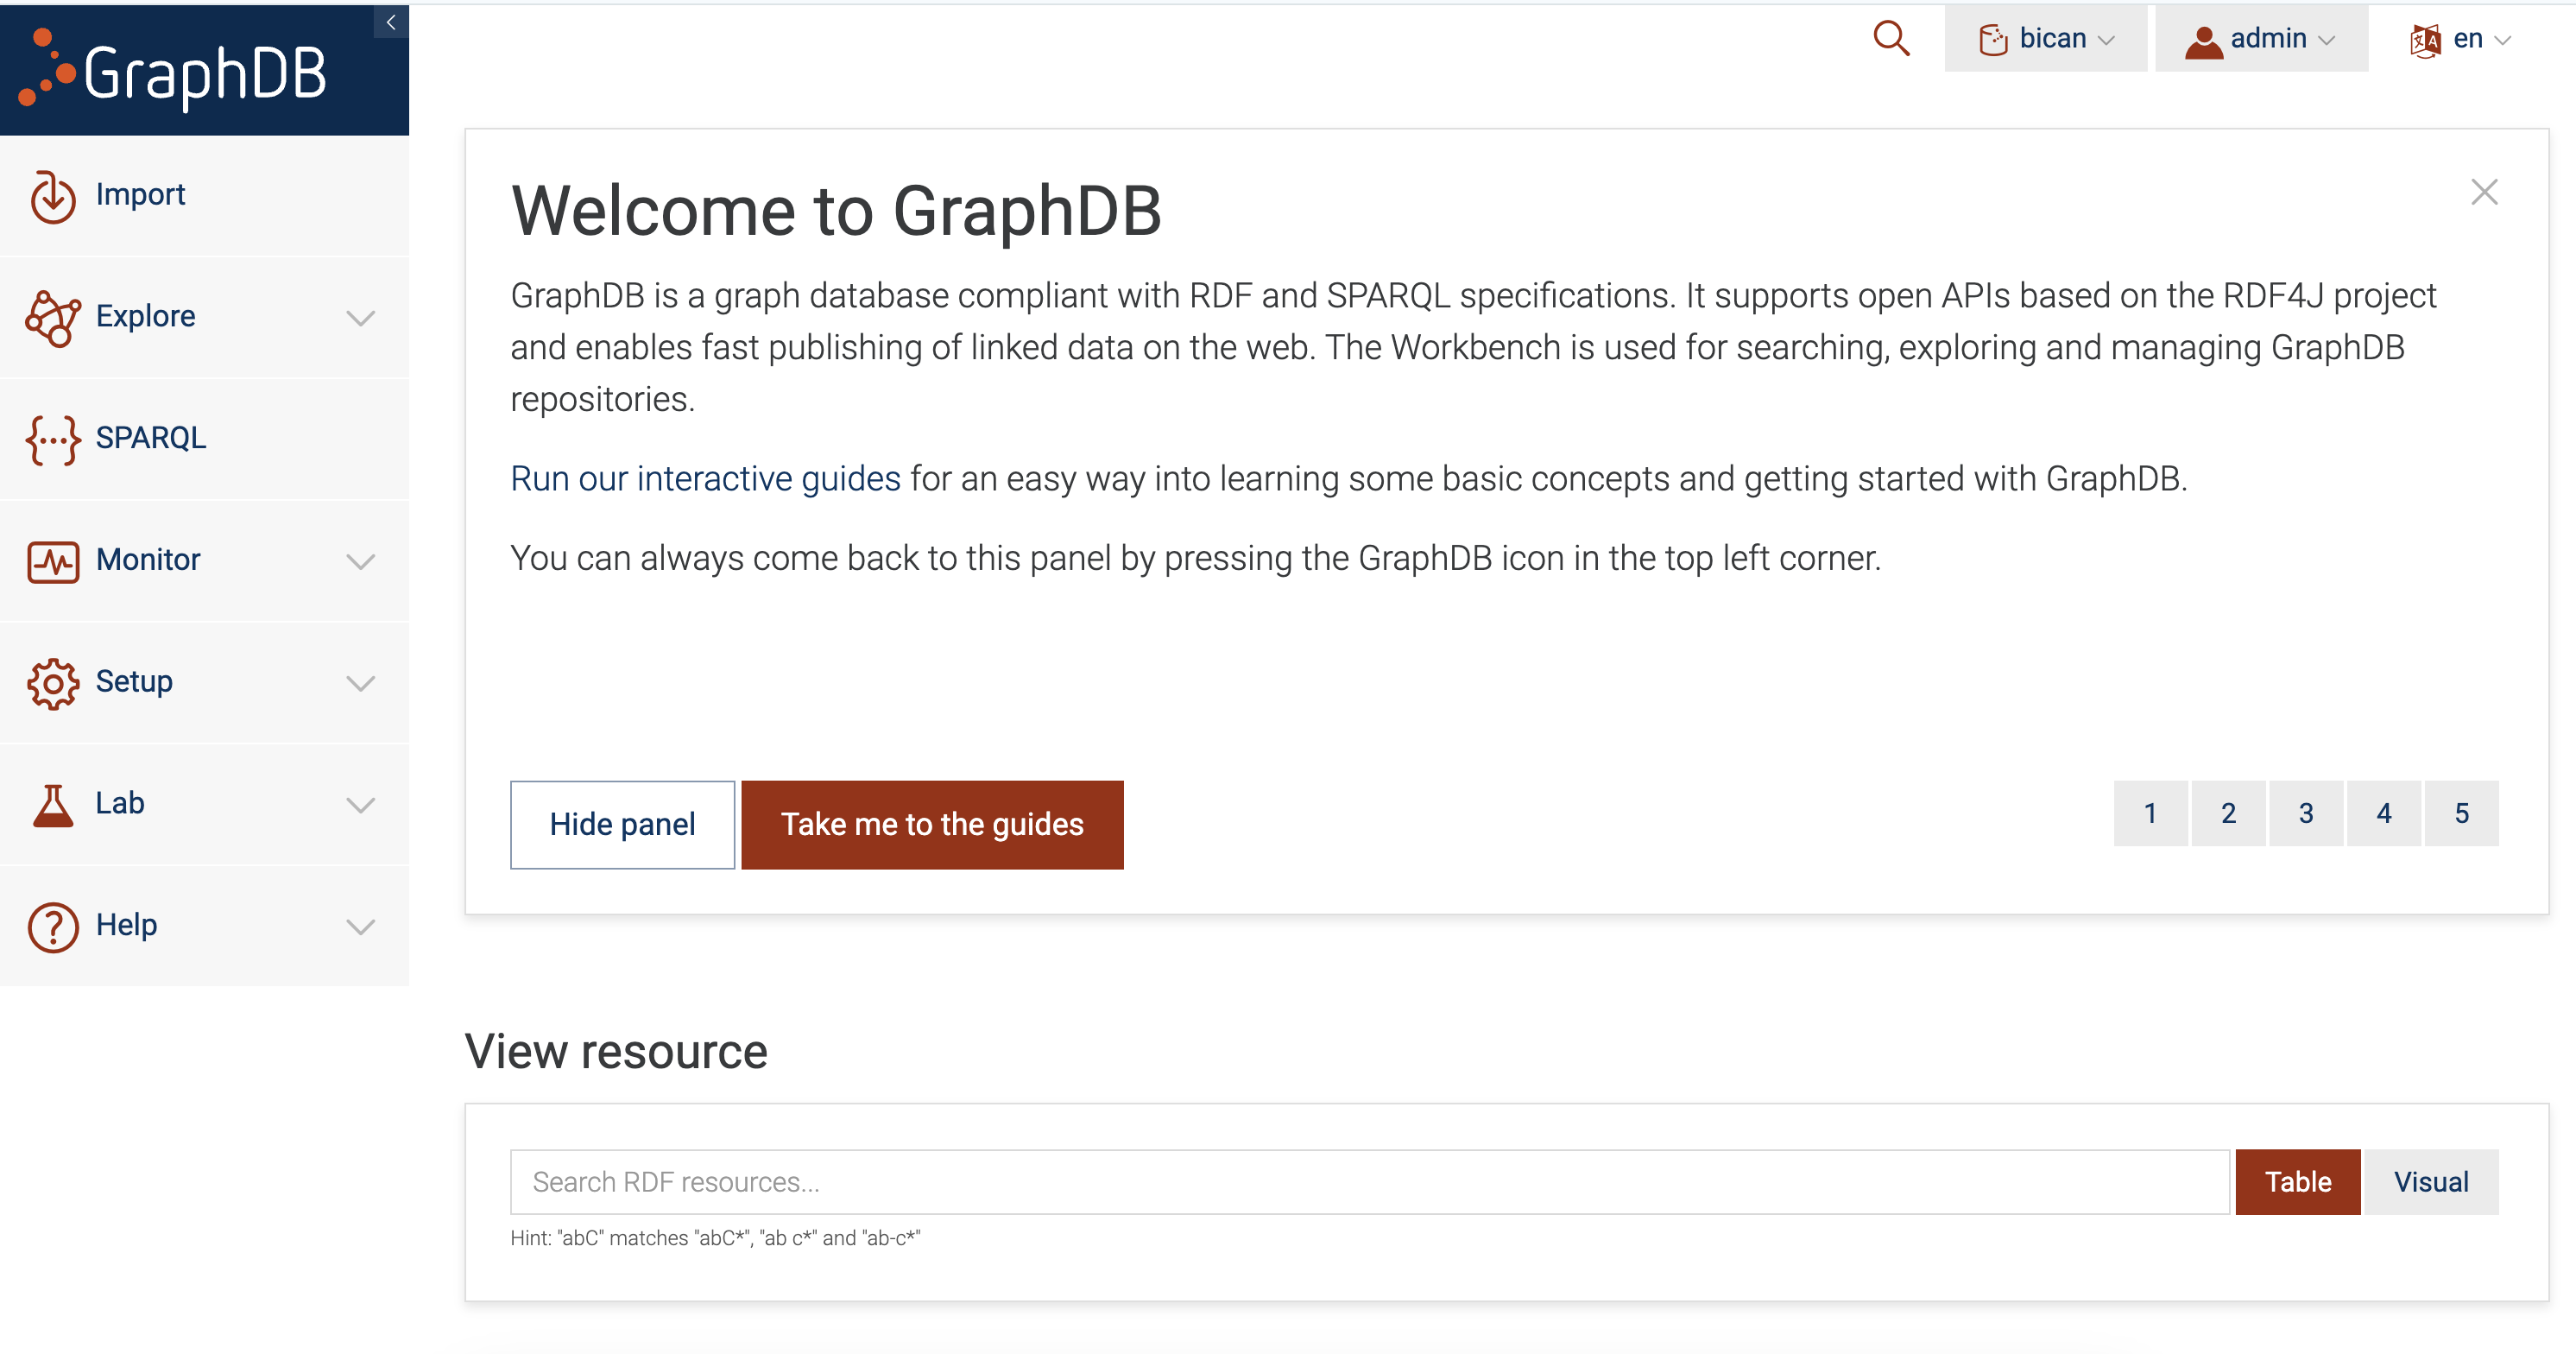 GraphDB
bican
admin
en
Import
Explore
SPARQL
Monitor
Setup
Lab
Help
Welcome to GraphDB
GraphDB is a graph database compliant with RDF and SPARQL specifications. It supports open APIs based on the RDF4J project
and enables fast publishing of linked data on the web. The Workbench is used for searching, exploring and managing GraphDB
repositories.
Run our interactive guides for an easy way into learning some basic concepts and getting started with GraphDB.
You can always come back to this panel by pressing the GraphDB icon in the top left corner.
Hide panel
Take me to the guides
1 2 3 4 5
View resource
Search RDF resources...
Table
Visual
Hint: "abC" matches "abC*", "ab c*" and "ab-c*"